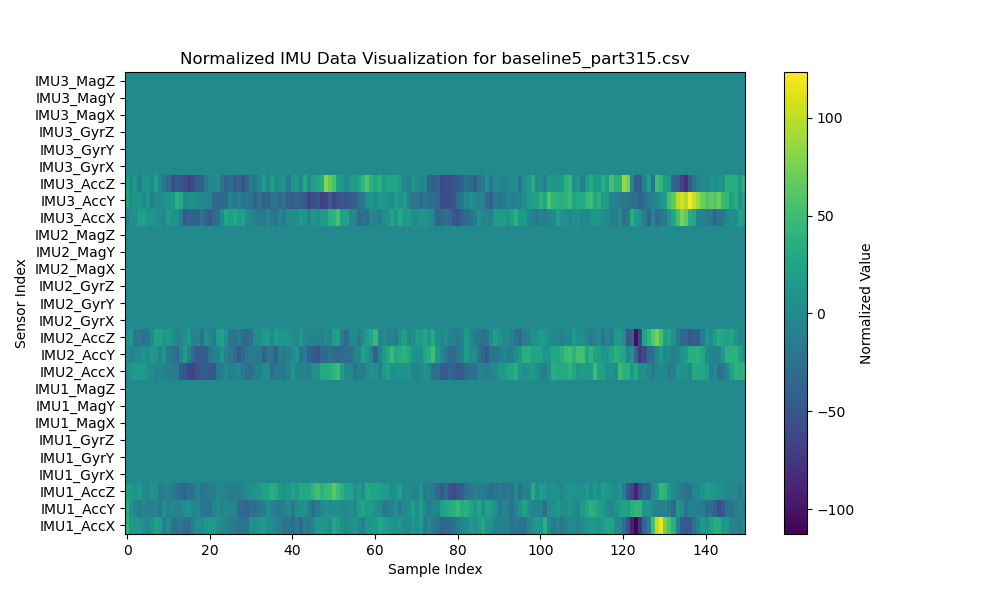 Normalized IMU Data Visualization for baseline5_part315.csv
IMU3_MagZ
IMU3_MagY
IMU3_MagX
IMU3_GyrZ
IMU3_GyrY
IMU3_GyrX
IMU3_AccZ
IMU3_AccY
IMU3_AccX
IMU2_MagZ
IMU2_MagY
IMU2_MagX
IMU2_GyrZ
IMU2_GyrY
IMU2_GyrX
IMU2_AccZ
IMU2_AccY
IMU2_AccX
IMU1_MagZ
IMU1_MagY
IMU1_MagX
IMU1_GyrZ
IMU1_GyrY
IMU1_GyrX
IMU1_AccZ
IMU1_AccY
IMU1_AccX
Sensor Index
0 20 40 60 80 100 120 140
Sample Index
100
50
0
−50
−100
Normalized Value